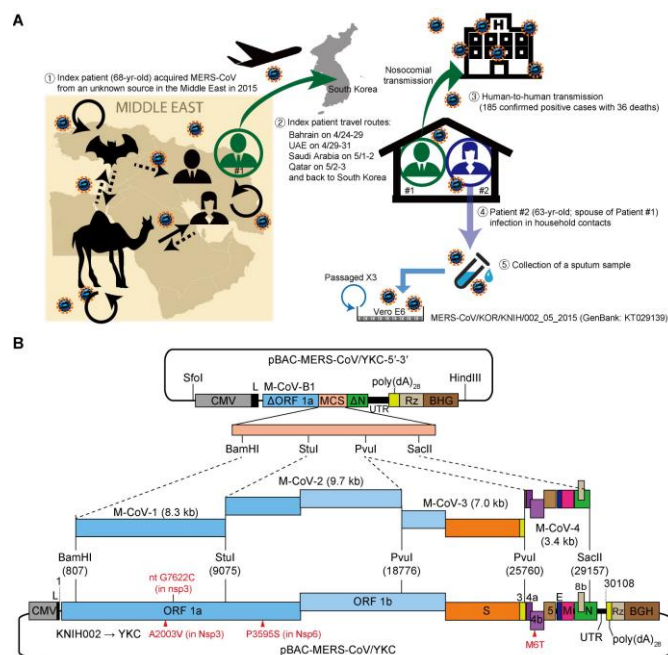 A
① Index patient (68-yr-old) acquired MERS-CoV
from an unknown source in the Middle East in 2015
MIDDLE EAST
#1
South Korea
② Index patient travel routes:
Bahrain on 4/24-29
UAE on 4/29-31
Saudi Arabia on 5/1-2
Qatar on 5/2-3
and back to South Korea
Nosocomial
transmission
H
③ Human-to-human transmission
(185 confirmed positive cases with 36 deaths)
#1
#2
④ Patient #2 (63-yr-old; spouse of Patient #1)
infection in household contacts
⑤ Collection of a sputum sample
Passaged X3
Vero E6
MERS-CoV/KOR/KNIH/002_05_2015 (GenBank: KT029139)
B
pBAC-MERS-CoV/YKC-5'-3'
SfoI
L
M-CoV-B1
poly(dA)28
HindIII
CMV
ΔORF 1a
MCS
ΔN
UTR
Rz
BHG
BamHI
StuI
PvuI
SacII
M-CoV-1 (8.3 kb)
M-CoV-2 (9.7 kb)
M-CoV-3 (7.0 kb)
M-CoV-4
(3.4 kb)
BamHI
(807)
StuI
(9075)
PvuI
(18776)
PvuI
(25760)
SacII
(29157)
nt G7622C
(in nsp3)
1
L
3
4a
E
8b
30108
CMV
ORF 1a
ORF 1b
S
4b
5
M
N
Rz
BGH
KNIH002 → YKC
A2003V (in Nsp3)
P3595S (in Nsp6)
M6T
UTR
poly(dA)28
pBAC-MERS-CoV/YKC